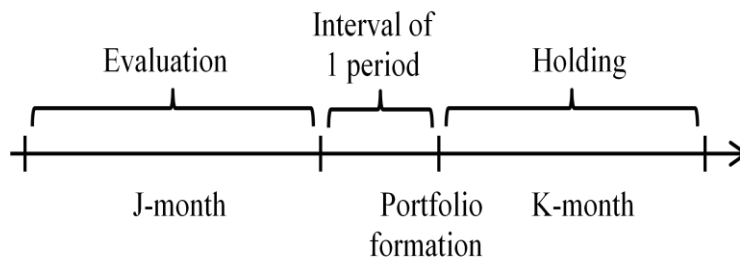 Evaluation
Interval of
1 period
Holding
J-month
Portfolio
formation
K-month